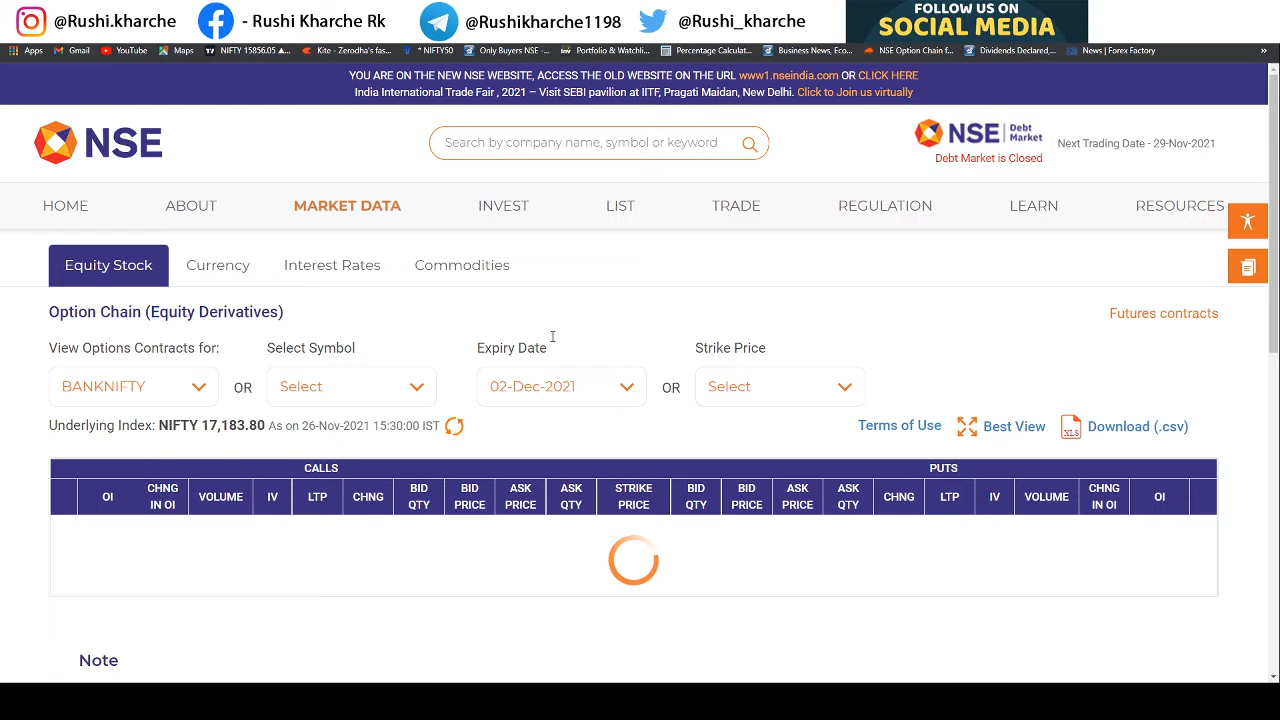 @Rushi.kharche - Rushi Kharche Rk @Rushikharche1198 @Rushi_kharche FOLLOW US ON
SOCIAL MEDIA
Apps Gmail YouTube Maps NIFTY 15856.05 ▲... Kite - Zerodha's fas... * NIFTY50 Only Buyers NSE -... Portfolio & Watchli... Percentage Calculat... Business News, Eco... NSE Option Chain f... Dividends Declared,... News | Forex Factory »
YOU ARE ON THE NEW NSE WEBSITE, ACCESS THE OLD WEBSITE ON THE URL www1.nseindia.com OR CLICK HERE
India International Trade Fair , 2021 – Visit SEBI pavilion at IITF, Pragati Maidan, New Delhi. Click to Join us virtually
NSE Search by company name, symbol or keyword NSE Debt Market Next Trading Date - 29-Nov-2021
Debt Market is Closed
HOME ABOUT MARKET DATA INVEST LIST TRADE REGULATION LEARN RESOURCES
Equity Stock Currency Interest Rates Commodities
Option Chain (Equity Derivatives) Futures contracts
View Options Contracts for: Select Symbol Expiry Date Strike Price
BANKNIFTY OR Select 02-Dec-2021 OR Select
Underlying Index: NIFTY 17,183.80 As on 26-Nov-2021 15:30:00 IST Terms of Use Best View XLS Download (.csv)
CALLS PUTS
OI CHNG IN OI VOLUME IV LTP CHNG BID QTY BID PRICE ASK PRICE ASK QTY STRIKE PRICE BID QTY BID PRICE ASK PRICE ASK QTY CHNG LTP IV VOLUME CHNG IN OI OI
Note